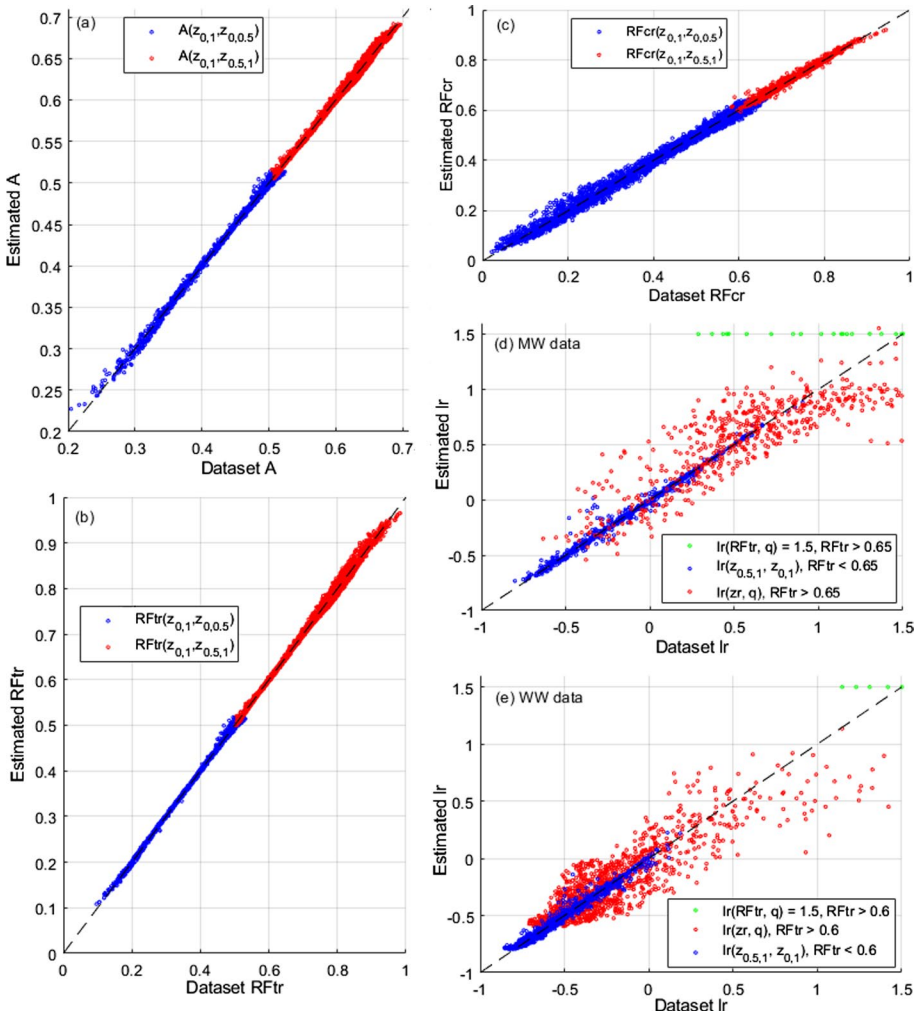 (a)
A(z0,1,z0,0.5)
A(z0,1,z0.5,1)
0.7
0.65
0.6
0.55
0.5
0.45
0.4
0.35
0.3
0.25
0.2
0.2 0.3 0.4 0.5 0.6 0.7
Estimated A
Dataset A
(b)
RFtr(z0,1,z0,0.5)
RFtr(z0,1,z0.5,1)
1
0.9
0.8
0.7
0.6
0.5
0.4
0.3
0.2
0.1
0
0 0.2 0.4 0.6 0.8 1
Estimated RFtr
Dataset RFtr
(c)
RFcr(z0,1,z0,0.5)
RFcr(z0,1,z0.5,1)
1
0.8
0.6
0.4
0.2
0
0 0.2 0.4 0.6 0.8 1
Estimated RFcr
Dataset RFcr
(d) MW data
1.5
1
0.5
0
-0.5
-1
Ir(RFtr, q) = 1.5, RFtr > 0.65
Ir(z0.5,1, z0,1), RFtr < 0.65
Ir(zr, q), RFtr > 0.65
-1 -0.5 0 0.5 1 1.5
Estimated Ir
Dataset Ir
(e) WW data
1.5
1
0.5
0
-0.5
-1
Ir(RFtr, q) = 1.5, RFtr > 0.6
Ir(zr, q), RFtr > 0.6
Ir(z0.5,1, z0,1), RFtr < 0.6
-1 -0.5 0 0.5 1 1.5
Estimated Ir
Dataset Ir